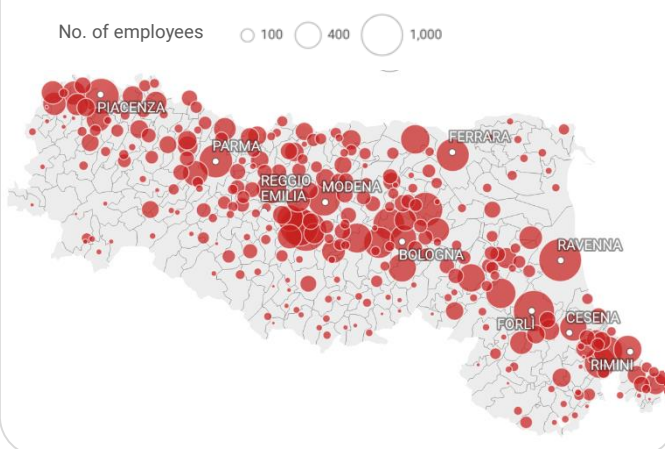 No. of employees
100
400
1,000
PIACENZA
PARMA
FERRARA
REGGIO
EMILIA
MODENA
BOLOGNA
RAVENNA
FORLÌ
CESENA
RIMINI